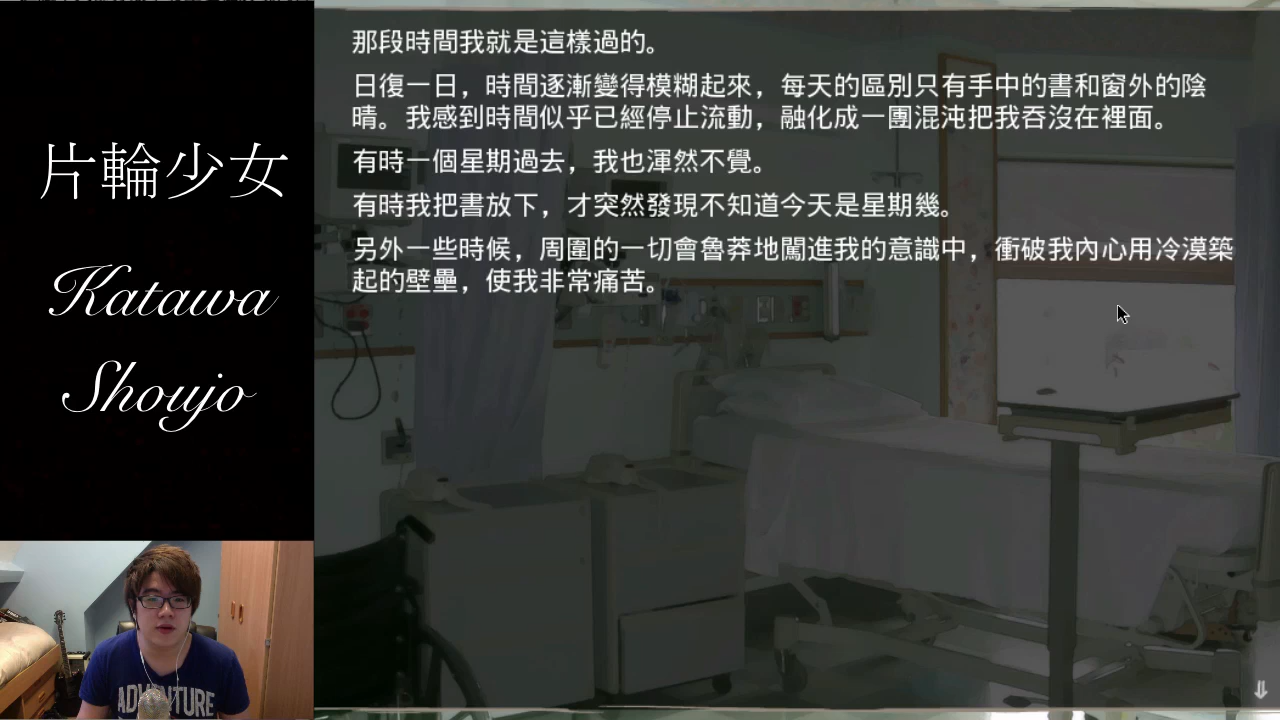 片輪少女
Katawa
Shoujo
那段時間我就是這樣過的。
日復一日，時間逐漸變得模糊起來，每天的區別只有手中的書和窗外的陰
晴。我感到時間似乎已經停止流動，融化成一團混沌把我吞沒在裡面。
有時一個星期過去，我也渾然不覺。
有時我把書放下，才突然發現不知道今天是星期幾。
另外一些時候，周圍的一切會魯莽地闖進我的意識中，衝破我內心用冷漠築
起的壁壘，使我非常痛苦。
ADVENTURE